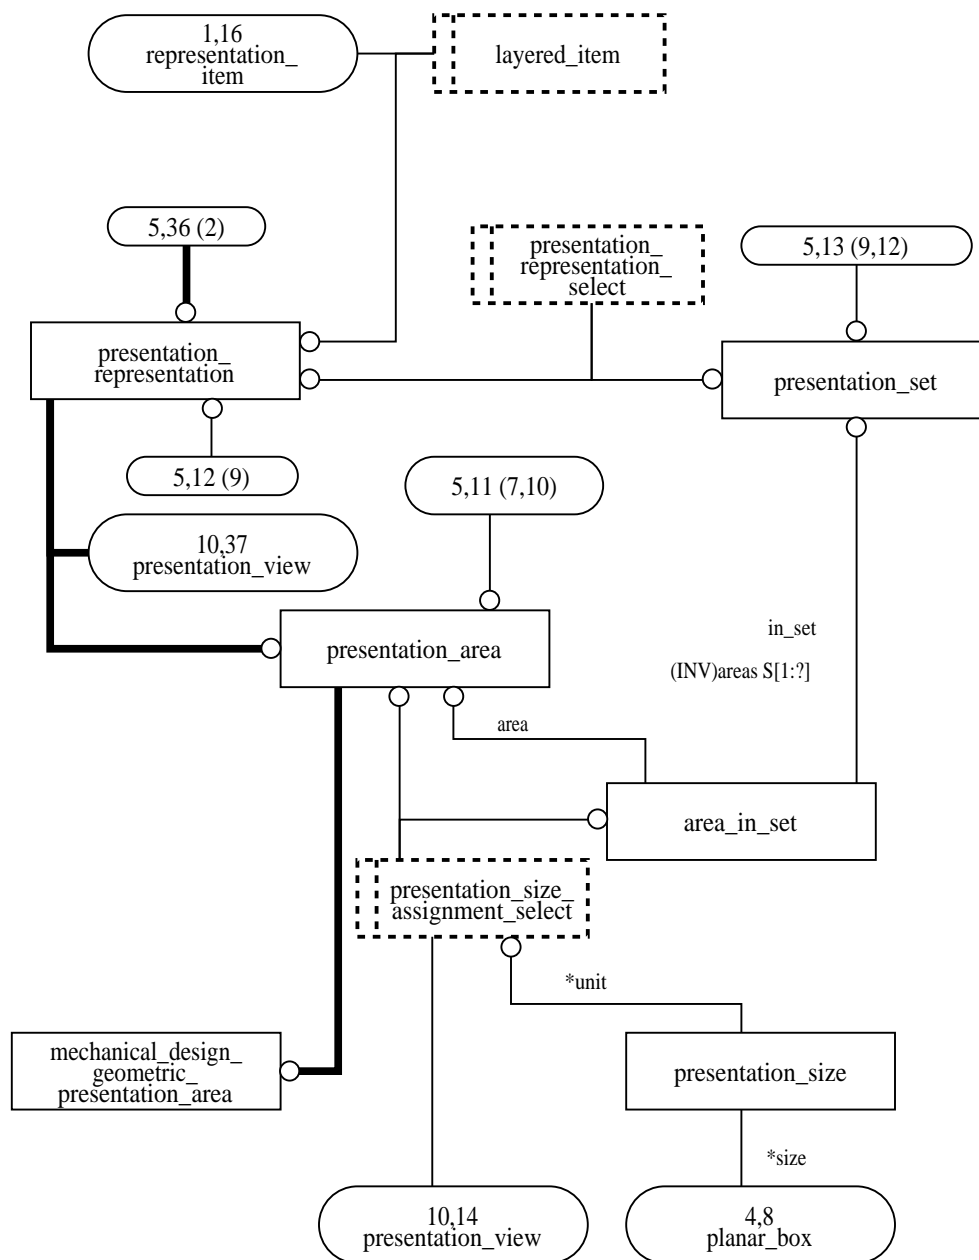 1,16
representation_
item
layered_item
5,36 (2)
presentation_
representation_
select
5,13 (9,12)
presentation_
representation
presentation_set
5,12 (9)
5,11 (7,10)
10,37
presentation_view
in_set
presentation_area
(INV)areas S[1:?]
area
area_in_set
presentation_size_
assignment_select
*unit
mechanical_design_
geometric_
presentation_area
presentation_size
*size
10,14
presentation_view
4,8
planar_box